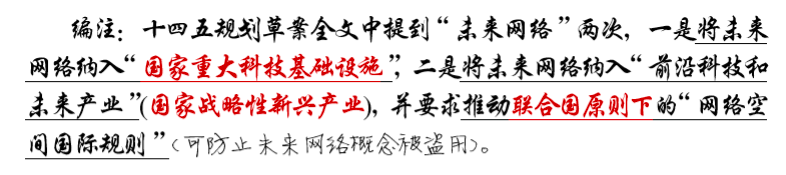 编注：十四五规划草案全文中提到“未来网络”两次，一是将未来
网络纳入“国家重大科技基础设施”，二是将未来网络纳入“前沿科技和
未来产业”(国家战略性新兴产业)，并要求推动联合国原则下的“网络空
间国际规则”(可防止未来网络概念被盗用)。